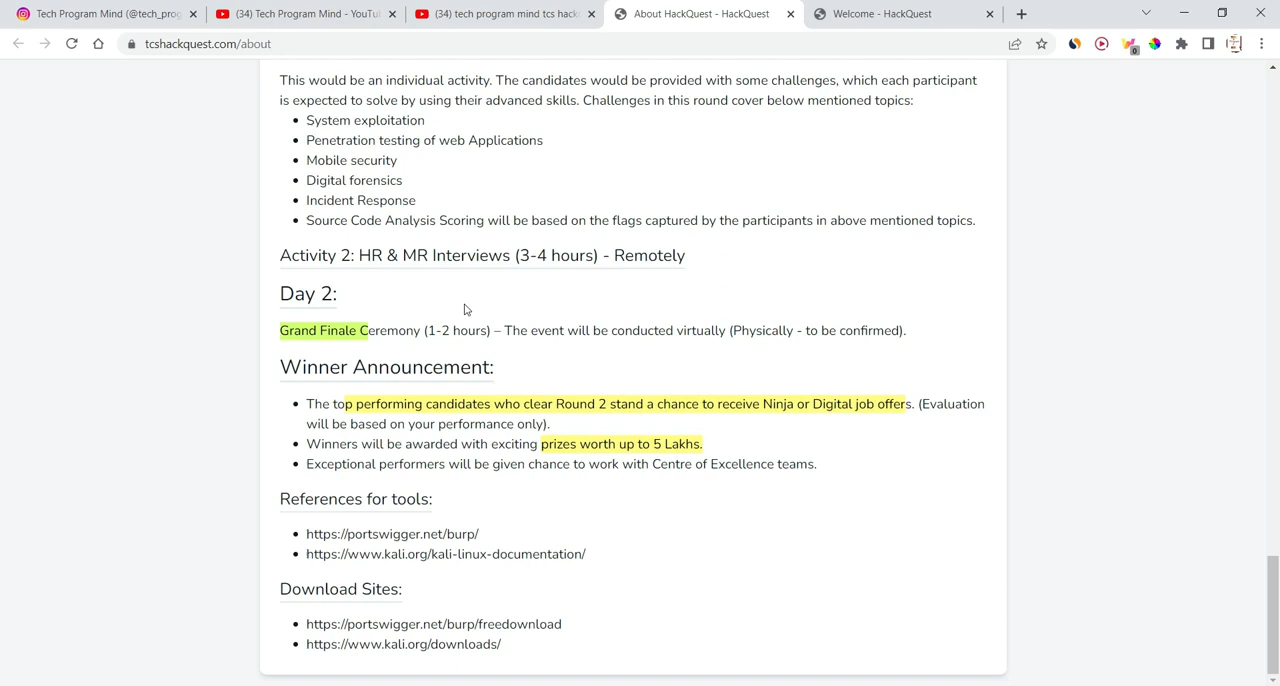 Tech Program Mind (@tech_prog
(34) Tech Program Mind - YouTu
(34) tech program mind tcs hack
About HackQuest - HackQuest
Welcome - HackQuest
tcshackquest.com/about
0
This would be an individual activity. The candidates would be provided with some challenges, which each participant
is expected to solve by using their advanced skills. Challenges in this round cover below mentioned topics:
• System exploitation
• Penetration testing of web Applications
• Mobile security
• Digital forensics
• Incident Response
• Source Code Analysis Scoring will be based on the flags captured by the participants in above mentioned topics.
Activity 2: HR & MR Interviews (3-4 hours) - Remotely
Day 2:
Grand Finale Ceremony (1-2 hours) – The event will be conducted virtually (Physically - to be confirmed).
Winner Announcement:
• The top performing candidates who clear Round 2 stand a chance to receive Ninja or Digital job offers. (Evaluation
will be based on your performance only).
• Winners will be awarded with exciting prizes worth up to 5 Lakhs.
• Exceptional performers will be given chance to work with Centre of Excellence teams.
References for tools:
• https://portswigger.net/burp/
• https://www.kali.org/kali-linux-documentation/
Download Sites:
• https://portswigger.net/burp/freedownload
• https://www.kali.org/downloads/